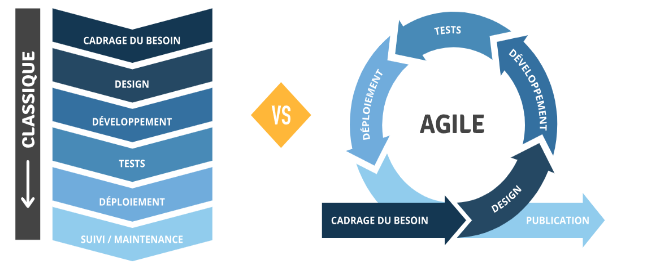 CLASSIQUE
CADRAGE DU BESOIN
DESIGN
DÉVELOPPEMENT
TESTS
DÉPLOIEMENT
SUIVI / MAINTENANCE
VS
TESTS
DÉVELOPPEMENT
DÉPLOIEMENT
AGILE
DESIGN
CADRAGE DU BESOIN
PUBLICATION